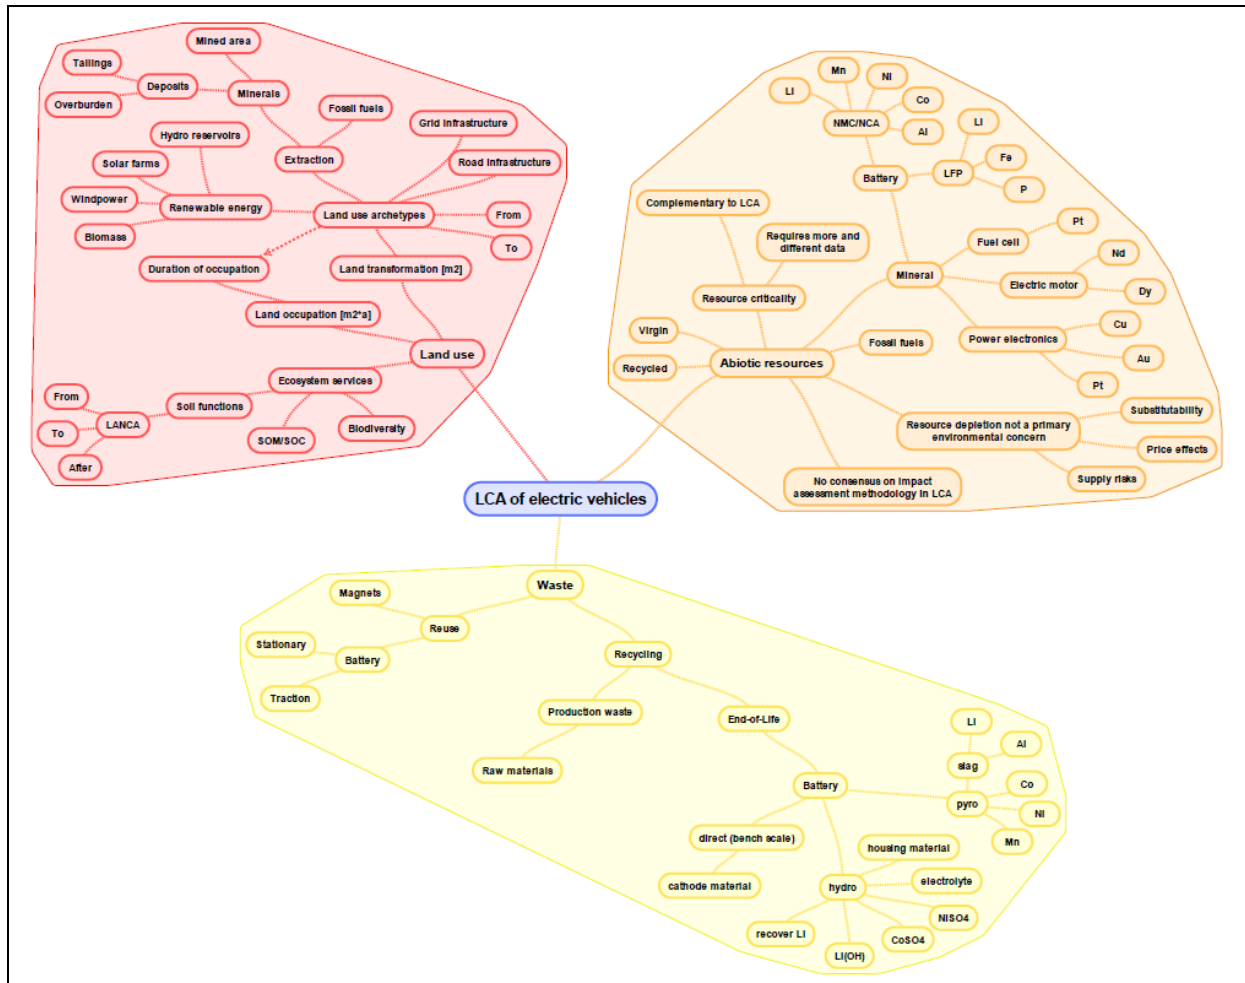 Mined area
Tailings
Deposits
Minerals
Overburden
Fossil fuels
Grid infrastructure
Hydro reservoirs
Solar farms
Extraction
Road infrastructure
Windpower
Renewable energy
Land use archetypes
From
Biomass
To
Duration of occupation
Land transformation [m2]
Land occupation [m2*a]
Land use
Ecosystem services
From
Soil functions
LANCA
To
SOM/SOC
Biodiversity
After
Mn
Ni
Li
Co
NMC/NCA
Al
Li
Fe
Battery
LFP
P
Complementary to LCA
Pt
Requires more and
different data
Fuel cell
Nd
Mineral
Electric motor
Dy
Resource criticality
Virgin
Cu
Fossil fuels
Power electronics
Abiotic resources
Au
Recycled
Pt
Substitutability
Resource depletion not a primary
environmental concern
Price effects
Supply risks
No consensus on impact
assessment methodology in LCA
LCA of electric vehicles
Waste
Magnets
Reuse
Stationary
Battery
Recycling
Traction
Production waste
End-of-Life
Raw materials
Li
Al
slag
Battery
Co
pyro
Ni
Mn
direct (bench scale)
housing material
cathode material
hydro
electrolyte
NiSO4
recover Li
CoSO4
Li(OH)